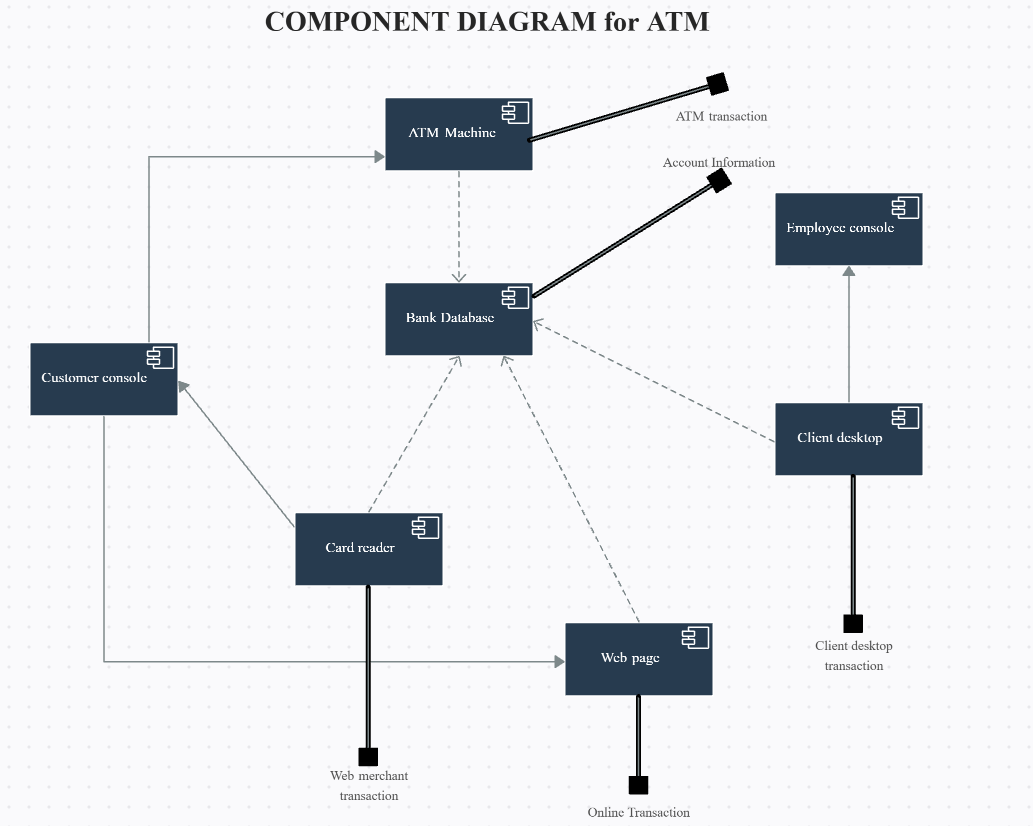 COMPONENT DIAGRAM for ATM
ATM Machine
ATM transaction
Account Information
Employee console
Bank Database
Customer console
Client desktop
Card reader
Web page
Client desktop
transaction
Web merchant
transaction
Online Transaction